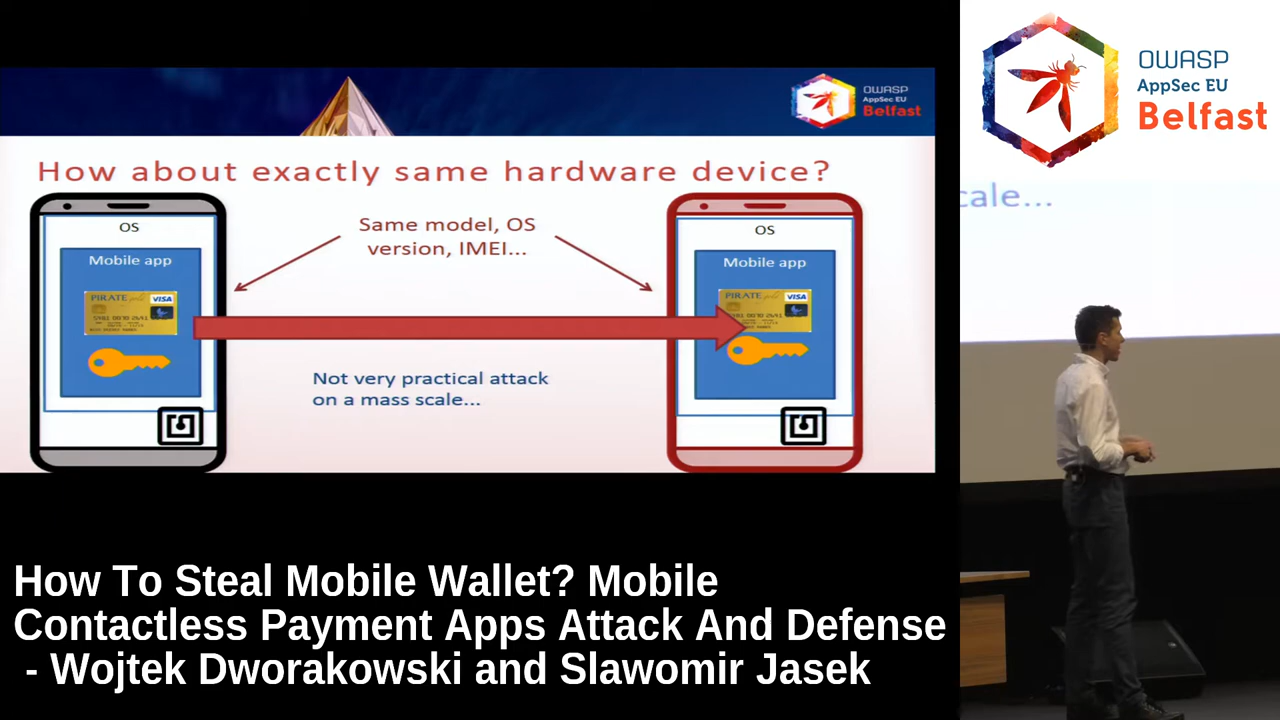 OWASP
AppSec EU
Belfast
How about exactly same hardware device?
OS
Mobile app
PIRATE gold
VISA
Same model, OS
version, IMEI...
Not very practical attack
on a mass scale...
OS
Mobile app
PIRATE gold
VISA
OWASP
AppSec EU
Belfast
cale...
How To Steal Mobile Wallet? Mobile
Contactless Payment Apps Attack And Defense
- Wojtek Dworakowski and Slawomir Jasek